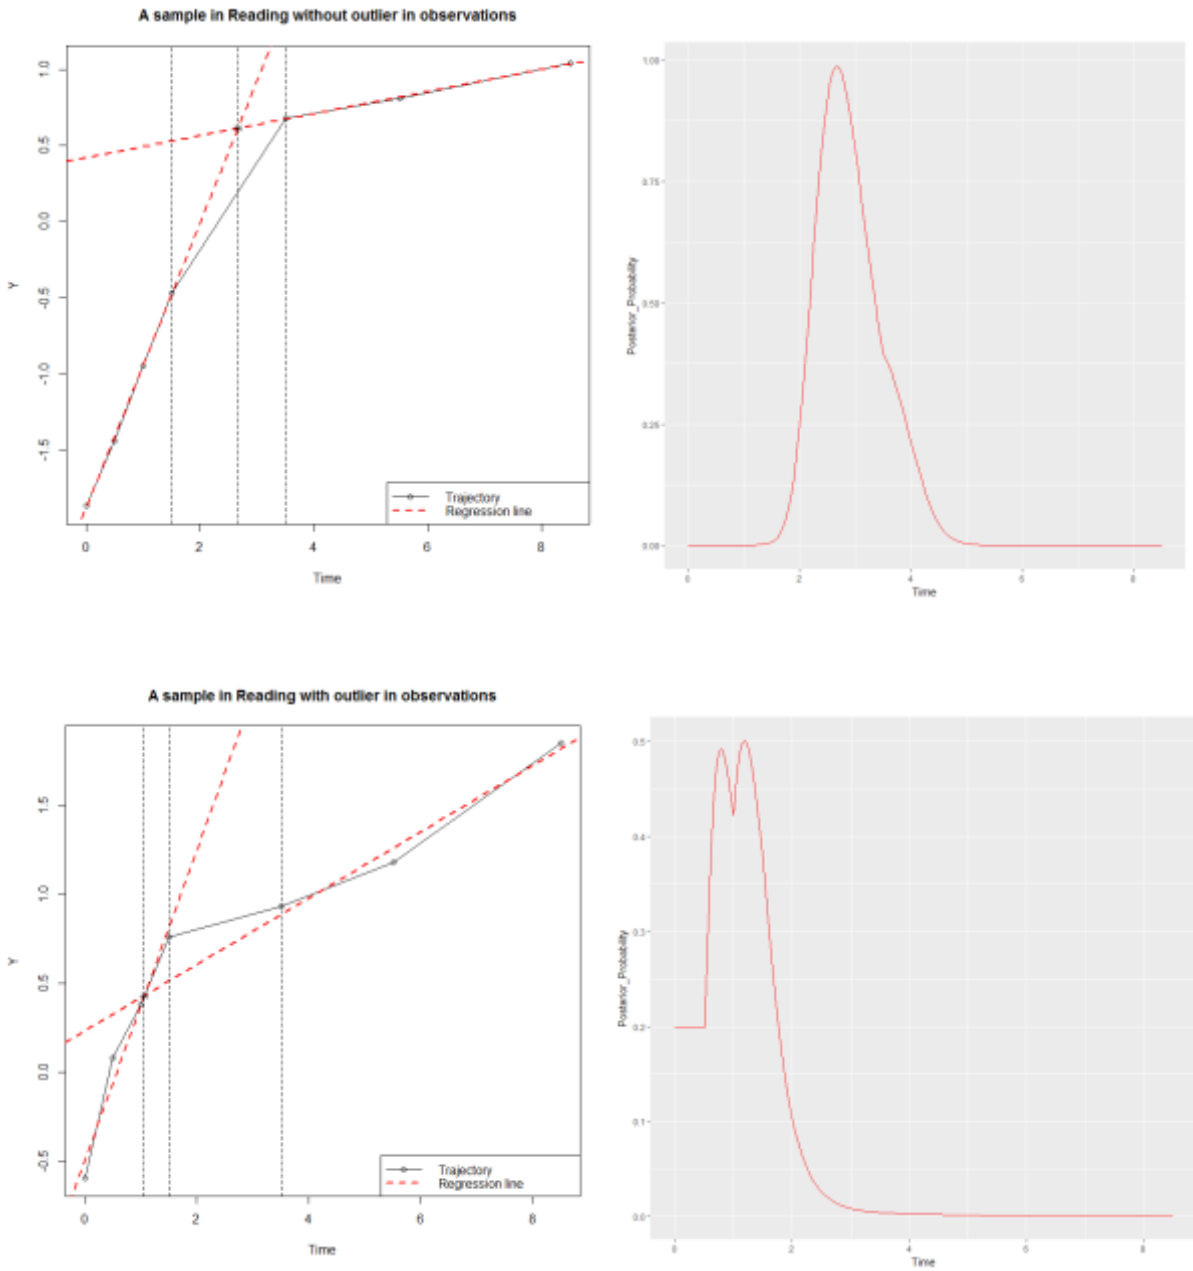 A sample in Reading without outlier in observations
1.0
0.5
0.0
-0.5
-1.0
-1.5
Y
0 2 4 6 8
Time
Trajectory
Regression line
1.00
0.75
0.50
0.25
0.00
Posterior_Probability
0 2 4 6 8
Time
A sample in Reading with outlier in observations
1.5
1.0
0.5
0.0
-0.5
Y
0 2 4 6 8
Time
Trajectory
Regression line
0.5
0.4
0.3
0.2
0.1
0.0
Posterior_Probability
0 2 4 6 8
Time